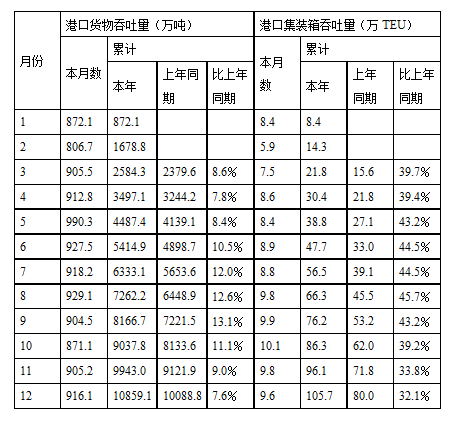 月份 港口货物吞吐量（万吨） 港口集装箱吞吐量（万 TEU）
本月数 累计 本月数 累计
本年 上年同期 比上年同期 本年 上年同期 比上年同期
1 872.1 872.1 8.4 8.4
2 806.7 1678.8 5.9 14.3
3 905.5 2584.3 2379.6 8.6% 7.5 21.8 15.6 39.7%
4 912.8 3497.1 3244.2 7.8% 8.6 30.4 21.8 39.4%
5 990.3 4487.4 4139.1 8.4% 8.4 38.8 27.1 43.2%
6 927.5 5414.9 4898.7 10.5% 8.9 47.7 33.0 44.5%
7 918.2 6333.1 5653.6 12.0% 8.8 56.5 39.1 44.5%
8 929.1 7262.2 6448.9 12.6% 9.8 66.3 45.5 45.7%
9 904.5 8166.7 7221.5 13.1% 9.9 76.2 53.2 43.2%
10 871.1 9037.8 8133.6 11.1% 10.1 86.3 62.0 39.2%
11 905.2 9943.0 9121.9 9.0% 9.8 96.1 71.8 33.8%
12 916.1 10859.1 10088.8 7.6% 9.6 105.7 80.0 32.1%